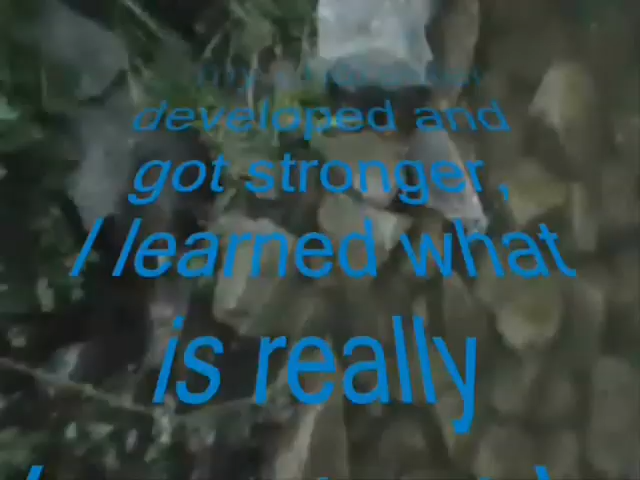 developed and
got stronger,
I learned what
is really